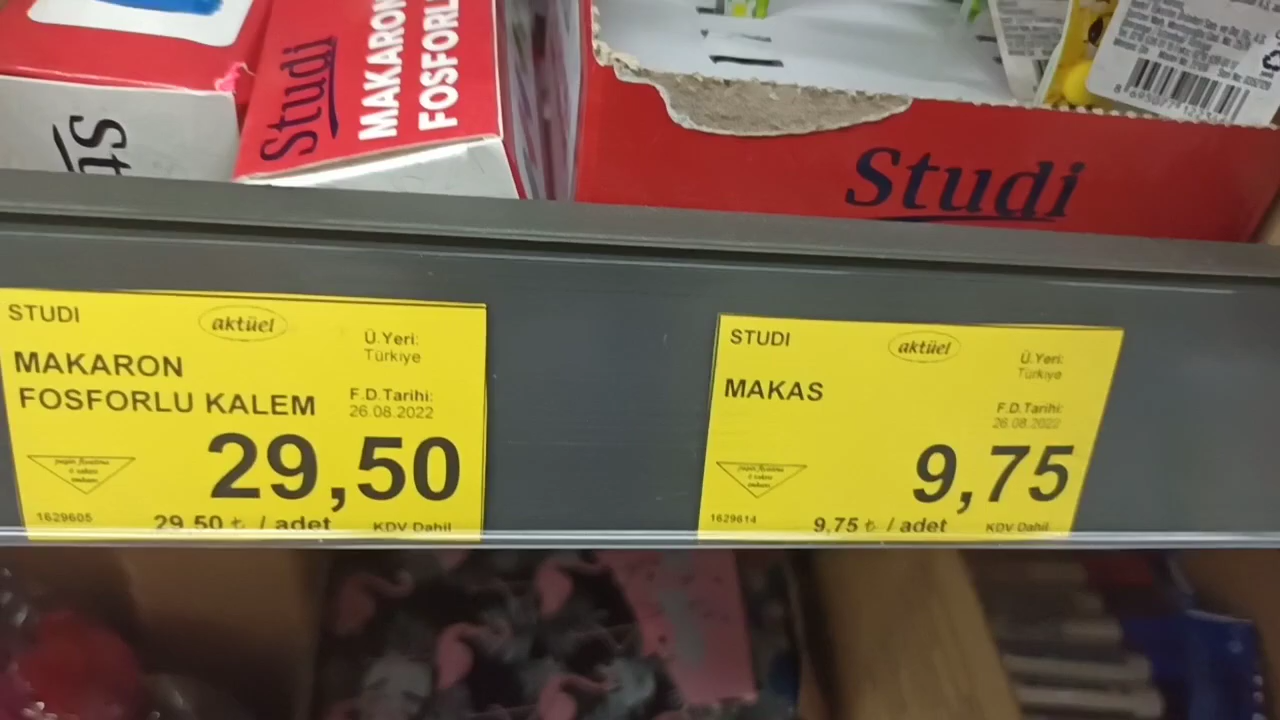 Studi
MAKARON
Studi
STUDI
aktüel
Ü.Yeri:
Türkiye
MAKARON
FOSFORLU KALEM
F.D.Tarihi:
26.08.2022
29,50
1629605
29,50 ₺ / adet
KDV Dahil
STUDI
aktüel
Ü.Yeri:
Türkiye
MAKAS
F.D.Tarihi:
26.08.2022
9,75
1629614
9,75 ₺ / adet
KDV Dahil